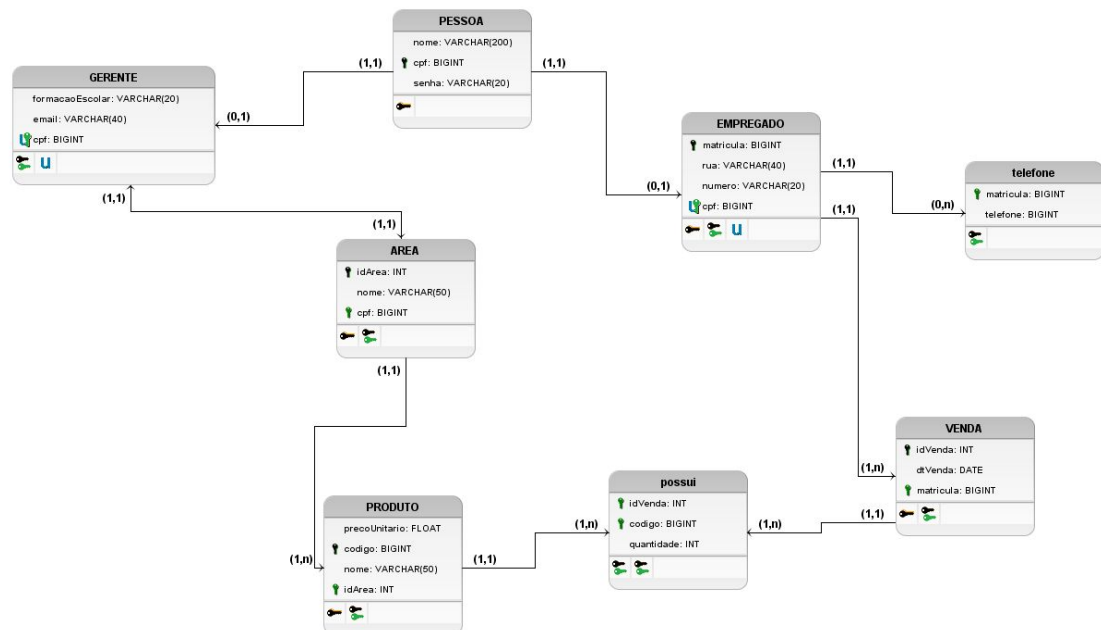 PESSOA
nome: VARCHAR(200)
cpf: BIGINT
senha: VARCHAR(20)
(1,1)
(1,1)
GERENTE
formacaoEscolar: VARCHAR(20)
email: VARCHAR(40)
cpf: BIGINT
U
(0,1)
(1,1)
EMPREGADO
matricula: BIGINT
rua: VARCHAR(40)
numero: VARCHAR(20)
cpf: BIGINT
U
(0,1)
(1,1)
(1,1)
telefone
matricula: BIGINT
telefone: BIGINT
(0,n)
(1,1)
AREA
idArea: INT
nome: VARCHAR(50)
cpf: BIGINT
(1,1)
VENDA
idVenda: INT
dtVenda: DATE
matricula: BIGINT
(1,n)
(1,1)
possui
idVenda: INT
codigo: BIGINT
quantidade: INT
(1,n)
(1,n)
PRODUTO
precoUnitario: FLOAT
codigo: BIGINT
nome: VARCHAR(50)
idArea: INT
(1,n)
(1,1)